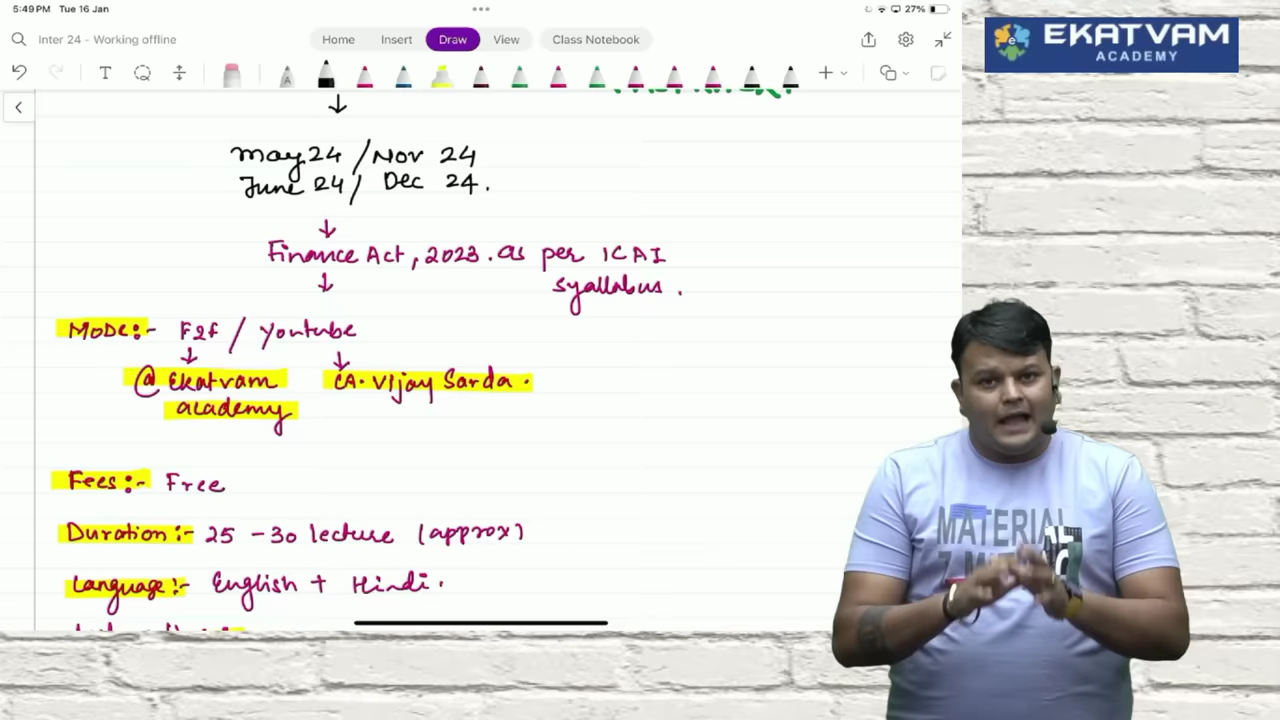 5:49 PM Tue 16 Jan
27%
EKATVAM
ACADEMY
Inter 24 - Working offline
Home Insert Draw View Class Notebook
May 24 / Nov 24
June 24 / Dec 24.
Finance Act, 2023. as per ICAI
syallabus.
Mode:- F2f / Youtube
@ Ekatvam CA. Vijay Sarda.
academy
Fees:- Free
Duration:- 25 - 30 lecture (approx)
Language:- English + Hindi.
MATERIAL